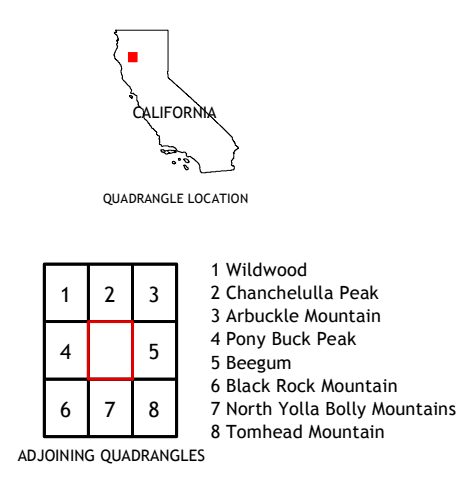 CALIFORNIA
QUADRANGLE LOCATION
1 2 3
4 5
6 7 8
1 Wildwood
2 Chanchelulla Peak
3 Arbuckle Mountain
4 Pony Buck Peak
5 Beegum
6 Black Rock Mountain
7 North Yolla Bolly Mountains
8 Tomhead Mountain
ADJOINING QUADRANGLES